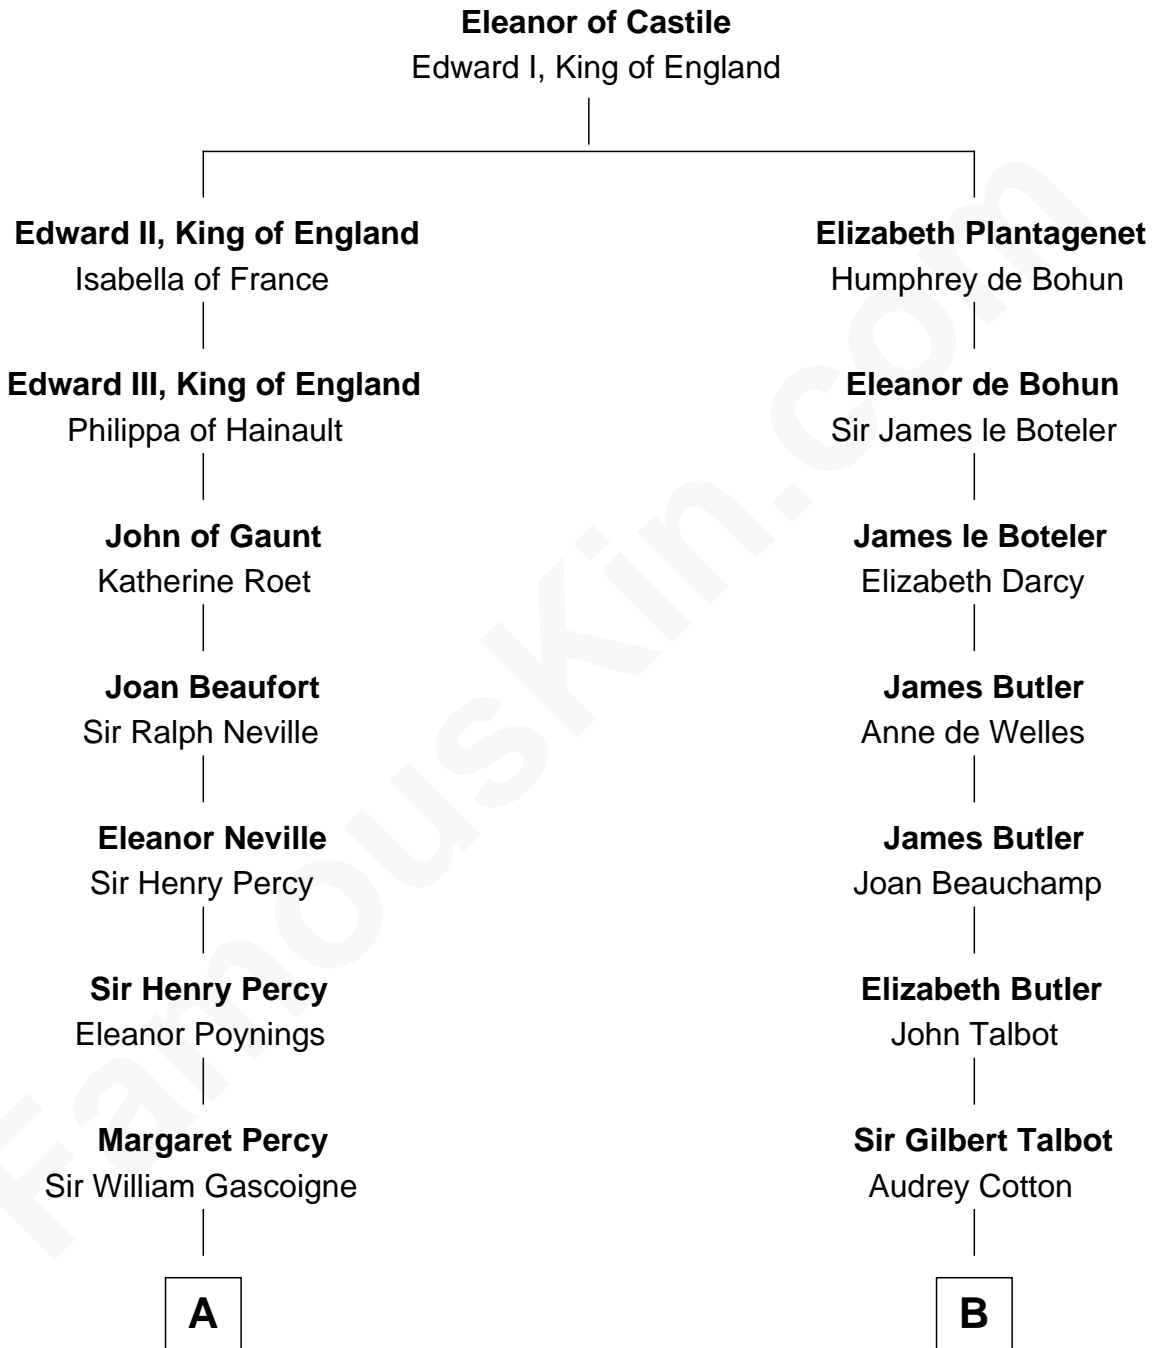 Eleanor of Castile
Edward I, King of England
Edward II, King of England
Isabella of France
Elizabeth Plantagenet
Humphrey de Bohun
Edward III, King of England
Philippa of Hainault
Eleanor de Bohun
Sir James le Boteler
John of Gaunt
Katherine Roet
James le Boteler
Elizabeth Darcy
Joan Beaufort
Sir Ralph Neville
James Butler
Anne de Welles
Eleanor Neville
Sir Henry Percy
James Butler
Joan Beauchamp
Sir Henry Percy
Eleanor Poynings
Elizabeth Butler
John Talbot
Margaret Percy
Sir William Gascoigne
Sir Gilbert Talbot
Audrey Cotton
A
B
FamousKin.com